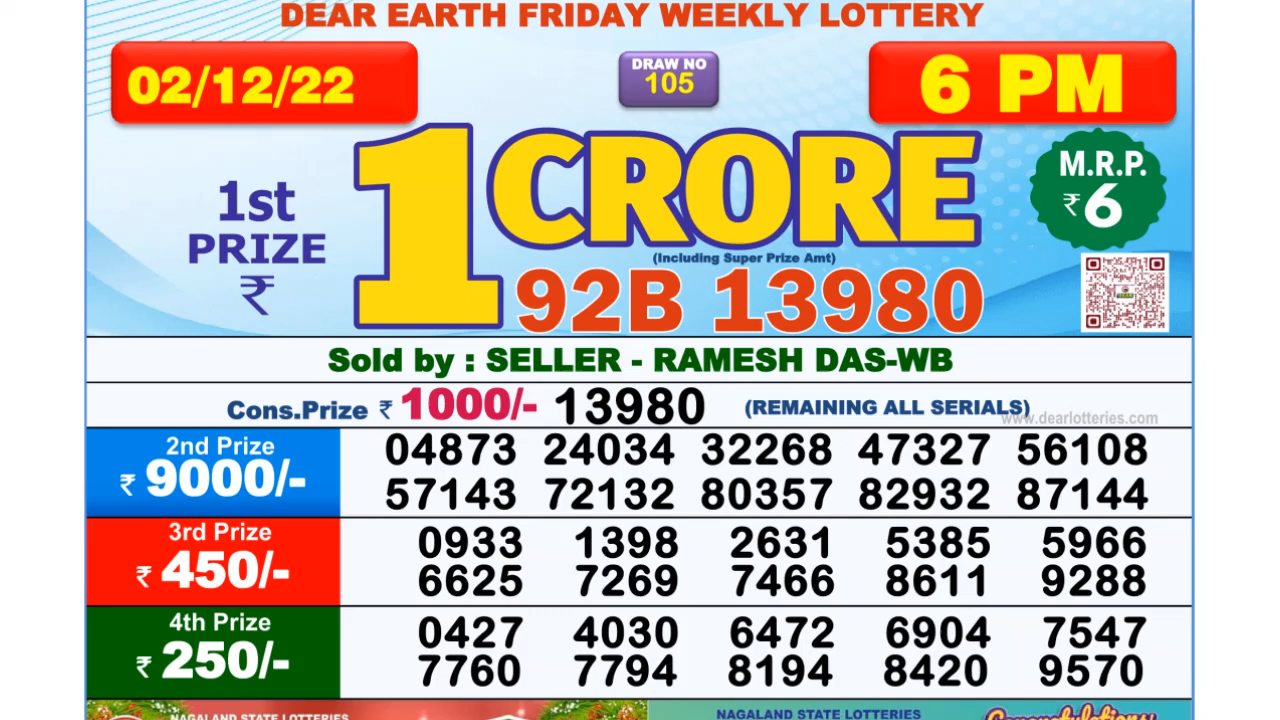 DEAR EARTH FRIDAY WEEKLY LOTTERY
02/12/22
DRAW NO
105
6 PM
1st
PRIZE
₹
1 CRORE
(Including Super Prize Amt)
92B 13980
M.R.P.
₹6
Sold by : SELLER - RAMESH DAS-WB
Cons.Prize ₹ 1000/- 13980 (REMAINING ALL SERIALS)
www.dearlotteries.com
2nd Prize
₹ 9000/-
04873 24034 32268 47327 56108
57143 72132 80357 82932 87144
3rd Prize
₹ 450/-
0933 1398 2631 5385 5966
6625 7269 7466 8611 9288
4th Prize
₹ 250/-
0427 4030 6472 6904 7547
7760 7794 8194 8420 9570
NAGALAND STATE LOTTERIES
NAGALAND STATE LOTTERIES
Congratulations